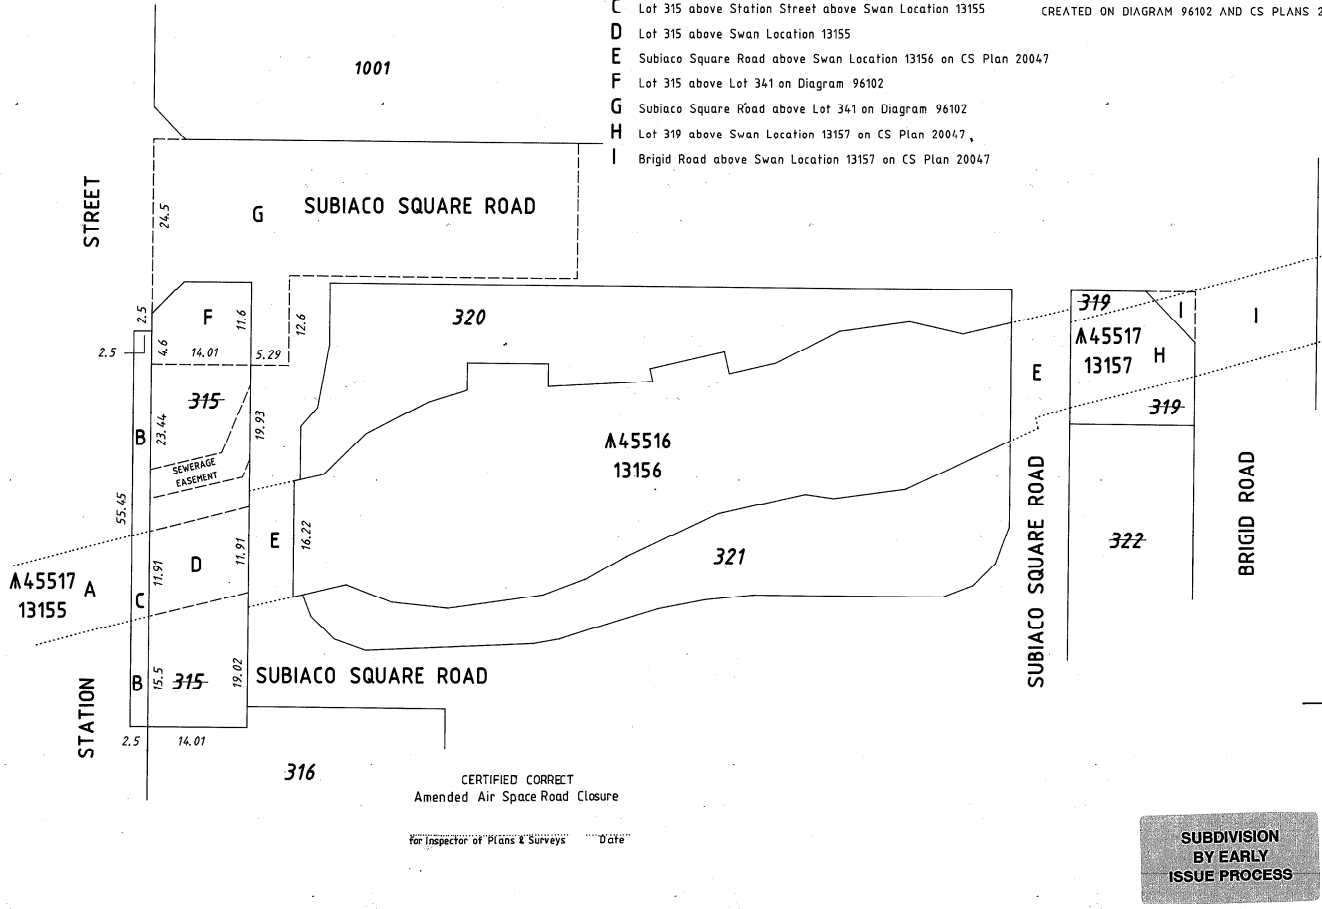 C Lot 315 above Station Street above Swan Location 13155
CREATED ON DIAGRAM 96102 AND CS PLANS 2
D Lot 315 above Swan Location 13155
E Subiaco Square Road above Swan Location 13156 on CS Plan 20047
F Lot 315 above Lot 341 on Diagram 96102
G Subiaco Square Road above Lot 341 on Diagram 96102
H Lot 319 above Swan Location 13157 on CS Plan 20047,
I Brigid Road above Swan Location 13157 on CS Plan 20047
1001
STREET
24.5
G
SUBIACO SQUARE ROAD
2.5
F
11.6
12.6
320
319
I
I
A45517
13157
H
2.5
4.6
14.01
5.29
E
315
319
B
23.44
19.93
A45516
13156
SEWERAGE
EASEMENT
55.45
E
16.22
SUBIACO SQUARE ROAD
BRIGID ROAD
322
321
11.91
D
11.91
A45517
13155
A
C
B
15.5
315
19.02
SUBIACO SQUARE ROAD
STATION
2.5
14.01
316
CERTIFIED CORRECT
Amended Air Space Road Closure
for Inspector of Plans & Surveys
Date
SUBDIVISION
BY EARLY
ISSUE PROCESS